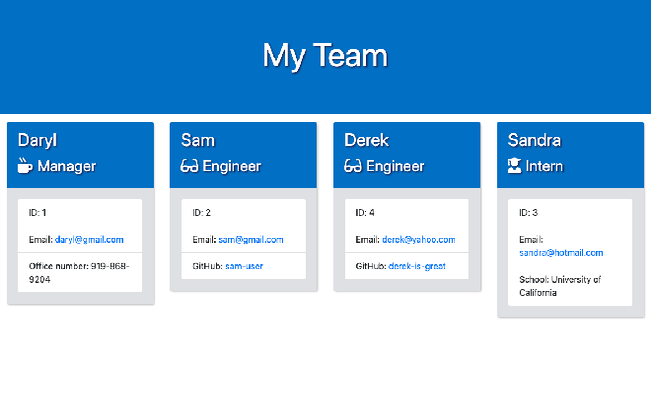 My Team
Daryl
Manager
ID: 1
Email: daryl@gmail.com
Office number: 919-868-
9204
Sam
Engineer
ID: 2
Email: sam@gmail.com
GitHub: sam-user
Derek
Engineer
ID: 4
Email: derek@yahoo.com
GitHub: derek-is-great
Sandra
Intern
ID: 3
Email:
sandra@hotmail.com
School: University of
California